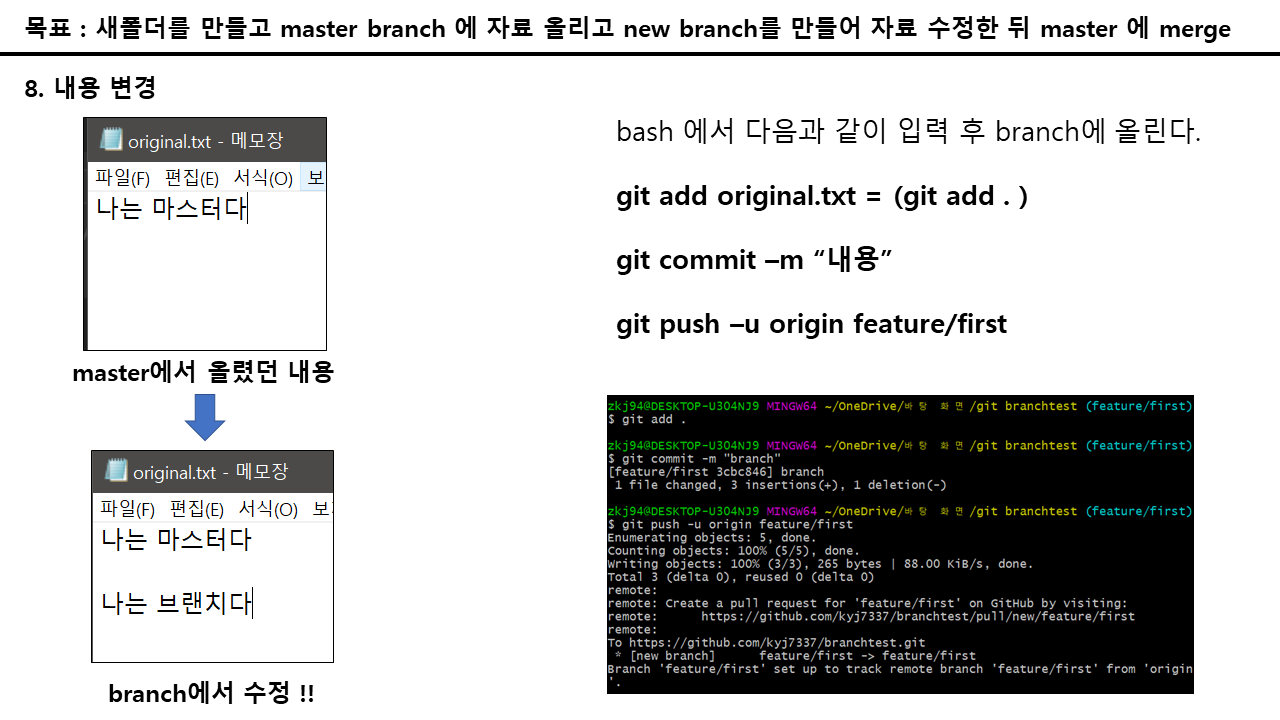 목표 : 새폴더를 만들고 master branch 에 자료 올리고 new branch를 만들어 자료 수정한 뒤 master 에 merge
8. 내용 변경
original.txt - 메모장
파일(F) 편집(E) 서식(O) 보
나는 마스터다
master에서 올렸던 내용
original.txt - 메모장
파일(F) 편집(E) 서식(O) 보
나는 마스터다
나는 브랜치다
branch에서 수정 !!
bash 에서 다음과 같이 입력 후 branch에 올린다.
git add original.txt = (git add . )
git commit –m “내용”
git push –u origin feature/first
zkj94@DESKTOP-U304NJ9 MINGW64 ~/OneDrive/바탕 화면/git branchtest (feature/first)
$ git add .
zkj94@DESKTOP-U304NJ9 MINGW64 ~/OneDrive/바탕 화면/git branchtest (feature/first)
$ git commit -m "branch"
[feature/first 3cbc846] branch
1 file changed, 3 insertions(+), 1 deletion(-)
zkj94@DESKTOP-U304NJ9 MINGW64 ~/OneDrive/바탕 화면/git branchtest (feature/first)
$ git push -u origin feature/first
Enumerating objects: 5, done.
Counting objects: 100% (5/5), done.
Writing objects: 100% (3/3), 265 bytes | 88.00 KiB/s, done.
Total 3 (delta 0), reused 0 (delta 0)
remote:
remote: Create a pull request for 'feature/first' on GitHub by visiting:
remote: https://github.com/kyj7337/branchtest/pull/new/feature/first
remote:
To https://github.com/kyj7337/branchtest.git
* [new branch] feature/first -> feature/first
Branch 'feature/first' set up to track remote branch 'feature/first' from 'origin
'.